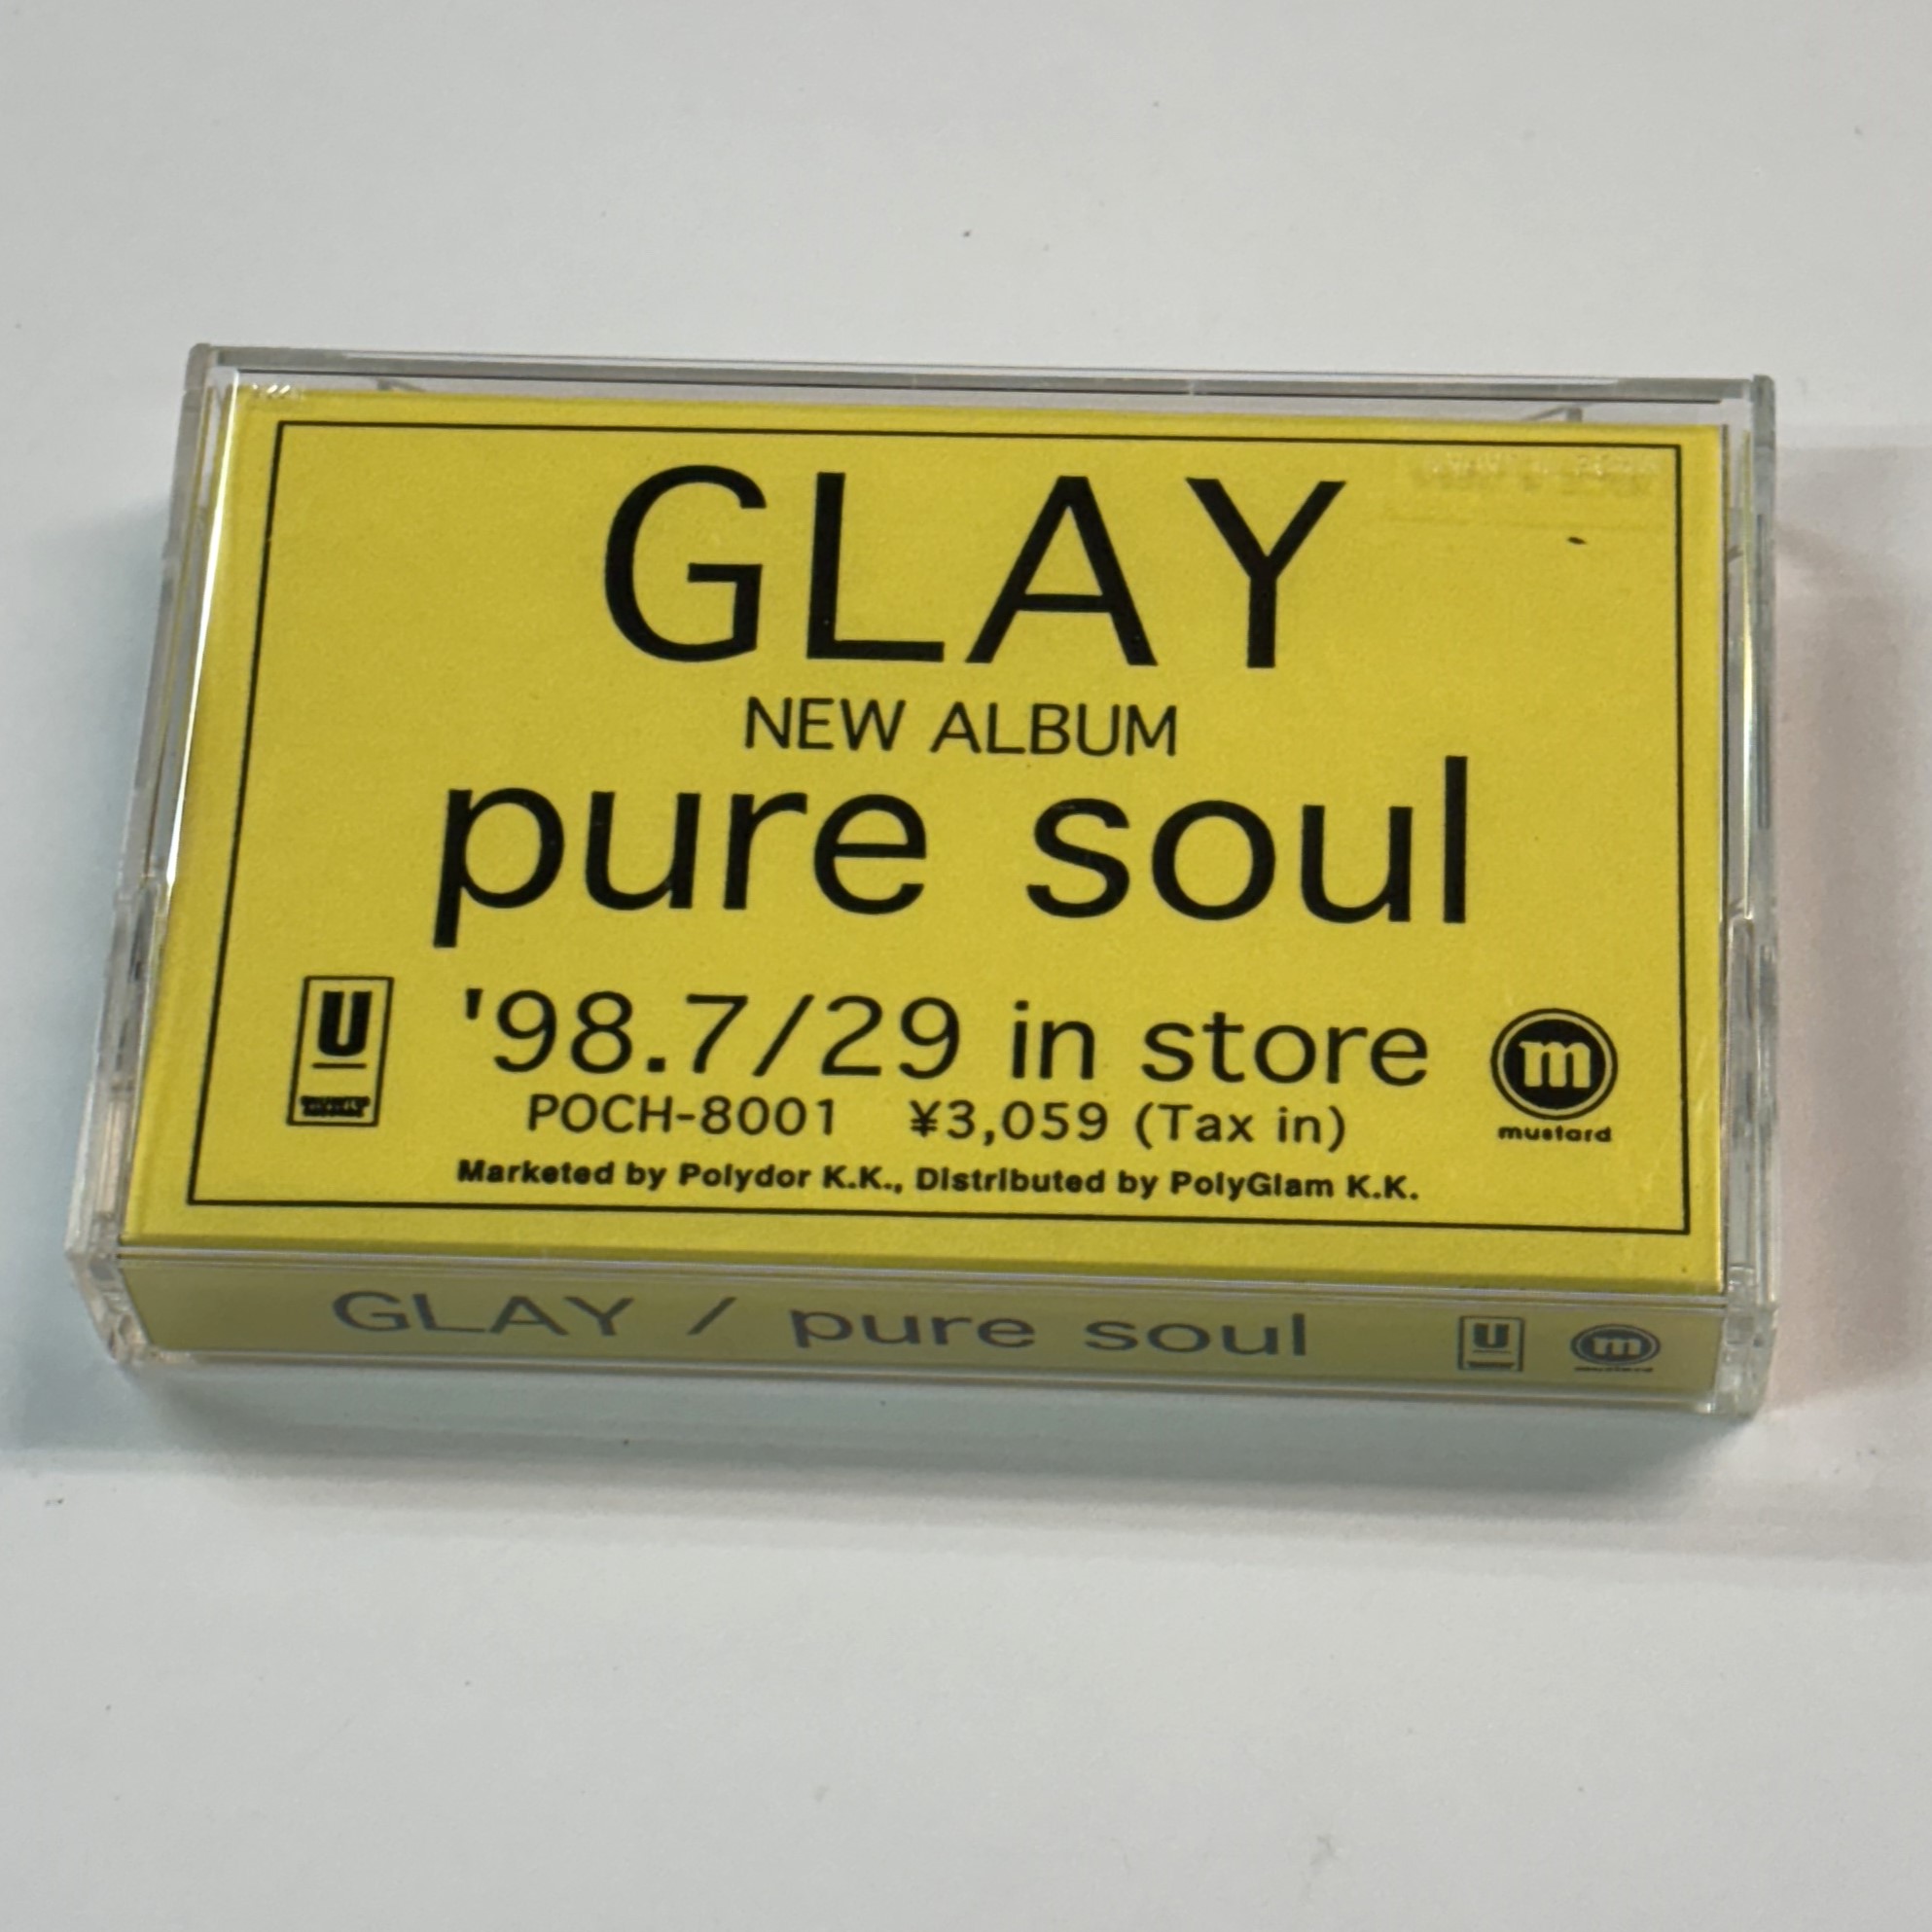 GLAY
NEW ALBUM
pure soul
U
'98.7/29 in store
m
POCH-8001 ¥3,059 (Tax in)
mustard
Marketed by Polydor K.K., Distributed by PolyGlam K.K.
GLAY / pure soul
U
m
mustard